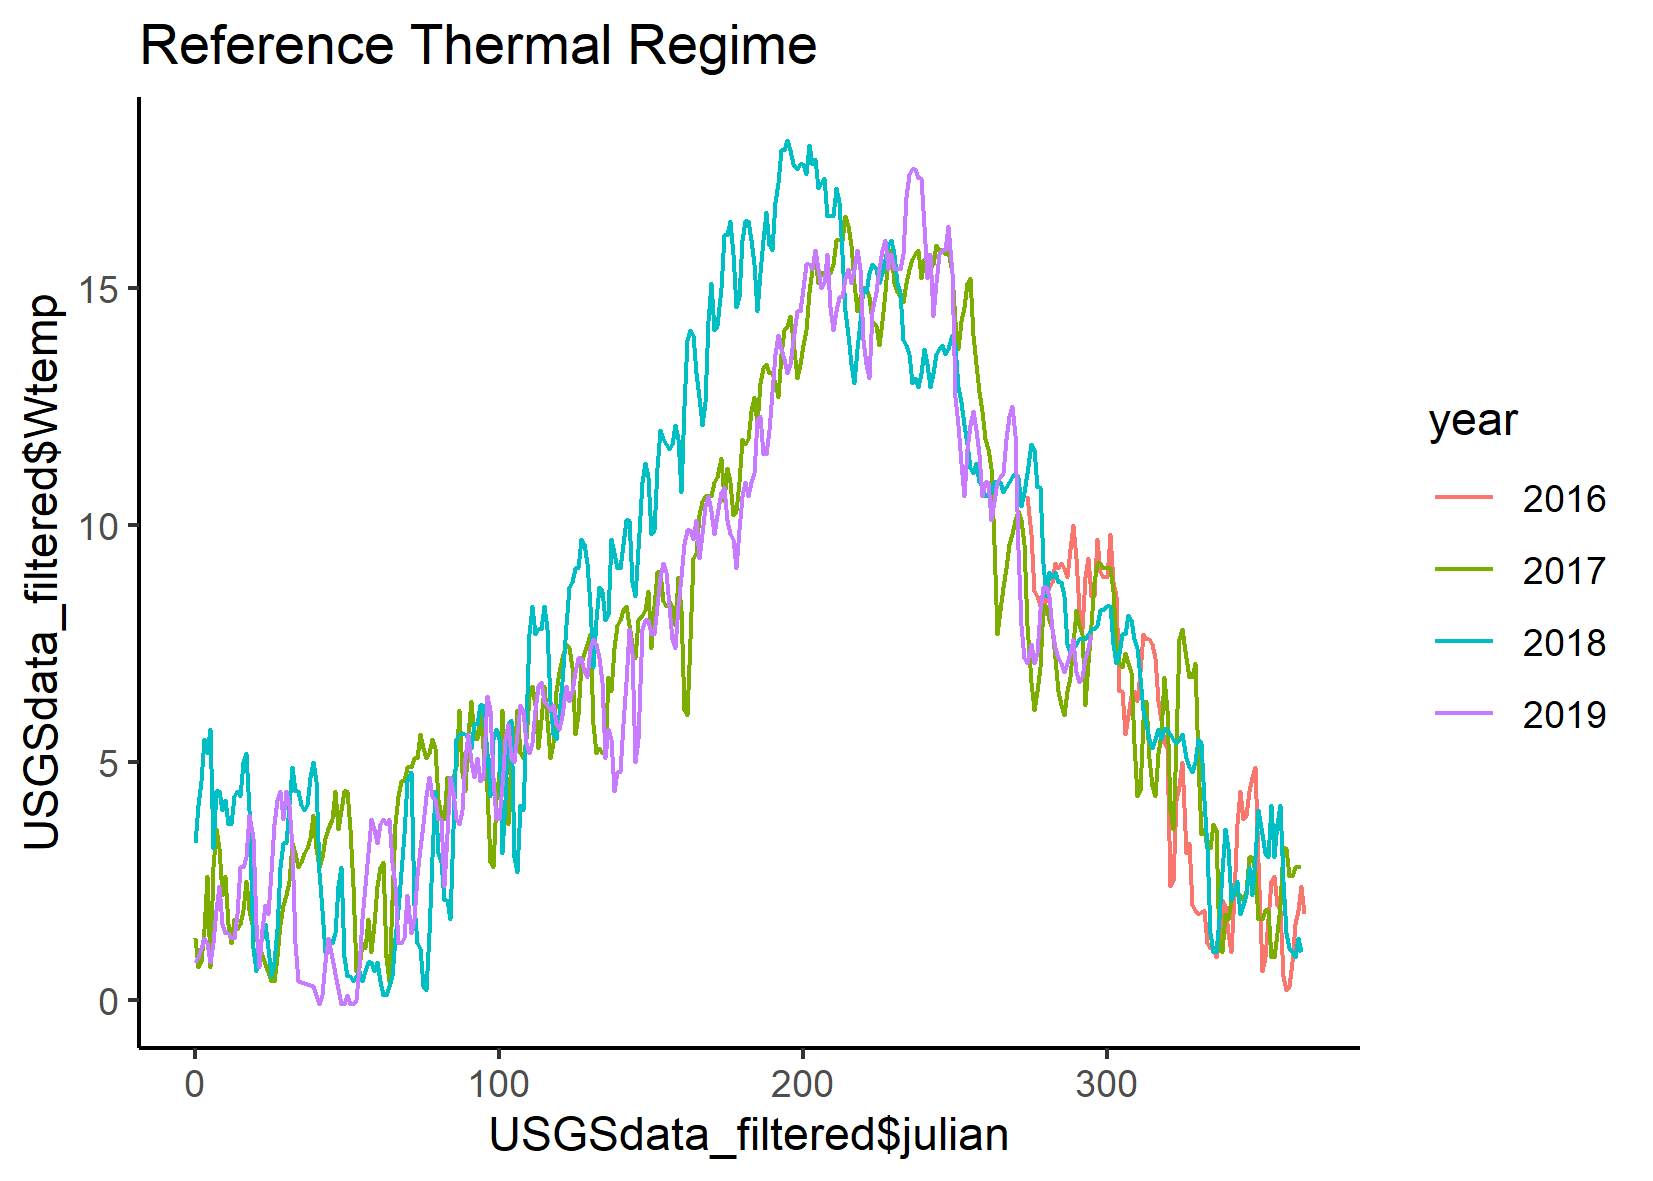 Reference Thermal Regime
USGSdata_filtered$Wtemp
15
10
5
0
0 100 200 300
USGSdata_filtered$julian
year
2016
2017
2018
2019